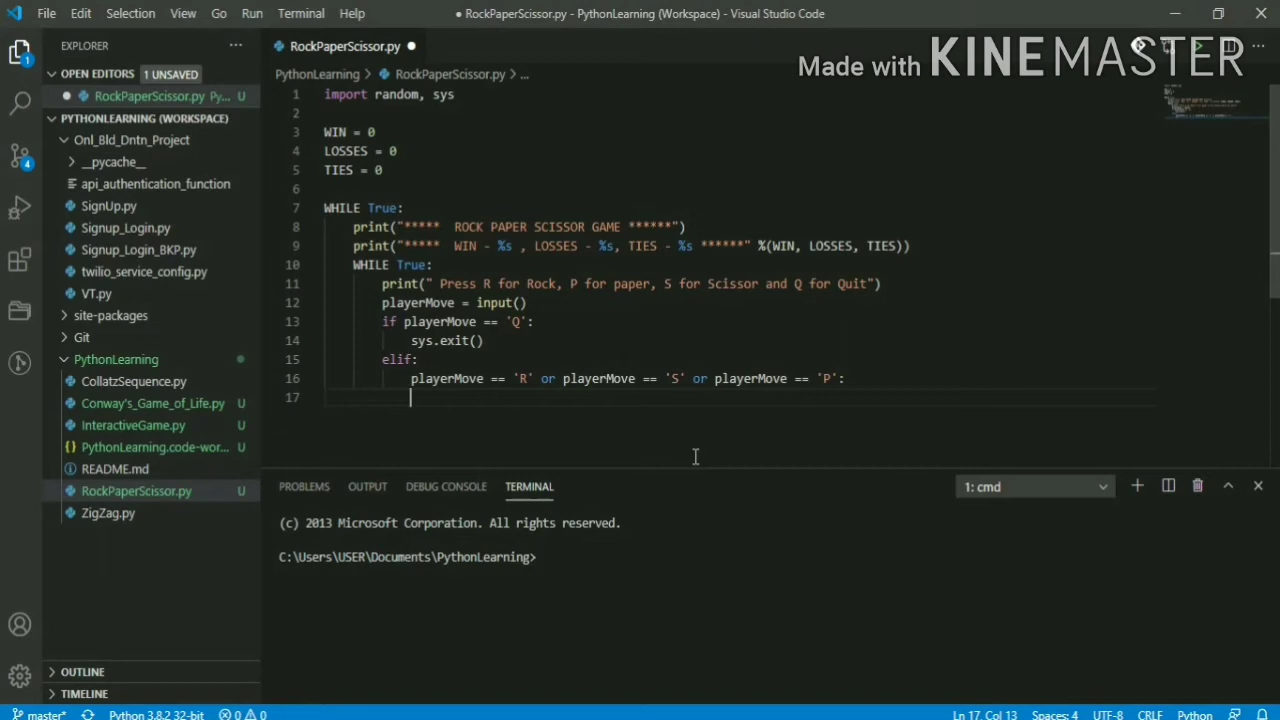 File Edit Selection View Go Run Terminal Help
● RockPaperScissor.py - PythonLearning (Workspace) - Visual Studio Code
Made with KINEMASTER
EXPLORER
OPEN EDITORS 1 UNSAVED
RockPaperScissor.py Py... U
PYTHONLEARNING (WORKSPACE)
Onl_Bld_Dntn_Project
__pycache__
api_authentication_function
SignUp.py
Signup_Login.py
Signup_Login_BKP.py
twilio_service_config.py
VT.py
site-packages
Git
PythonLearning
CollatzSequence.py
Conway's_Game_of_Life.py U
InteractiveGame.py U
PythonLearning.code-wor... U
README.md
RockPaperScissor.py U
ZigZag.py
OUTLINE
TIMELINE
1
4
RockPaperScissor.py ●
PythonLearning > RockPaperScissor.py > ...
1 import random, sys
2
3 WIN = 0
4 LOSSES = 0
5 TIES = 0
6
7 WHILE True:
8 print("***** ROCK PAPER SCISSOR GAME ******")
9 print("***** WIN - %s , LOSSES - %s, TIES - %s ******" %(WIN, LOSSES, TIES))
10 WHILE True:
11 print(" Press R for Rock, P for paper, S for Scissor and Q for Quit")
12 playerMove = input()
13 if playerMove == 'Q':
14 sys.exit()
15 elif:
16 playerMove == 'R' or playerMove == 'S' or playerMove == 'P':
17
PROBLEMS OUTPUT DEBUG CONSOLE TERMINAL
1: cmd
(c) 2013 Microsoft Corporation. All rights reserved.
C:\Users\USER\Documents\PythonLearning>
master* Python 3.8.2 32-bit 0 0 Ln 17, Col 13 Spaces: 4 UTF-8 CRLF Python